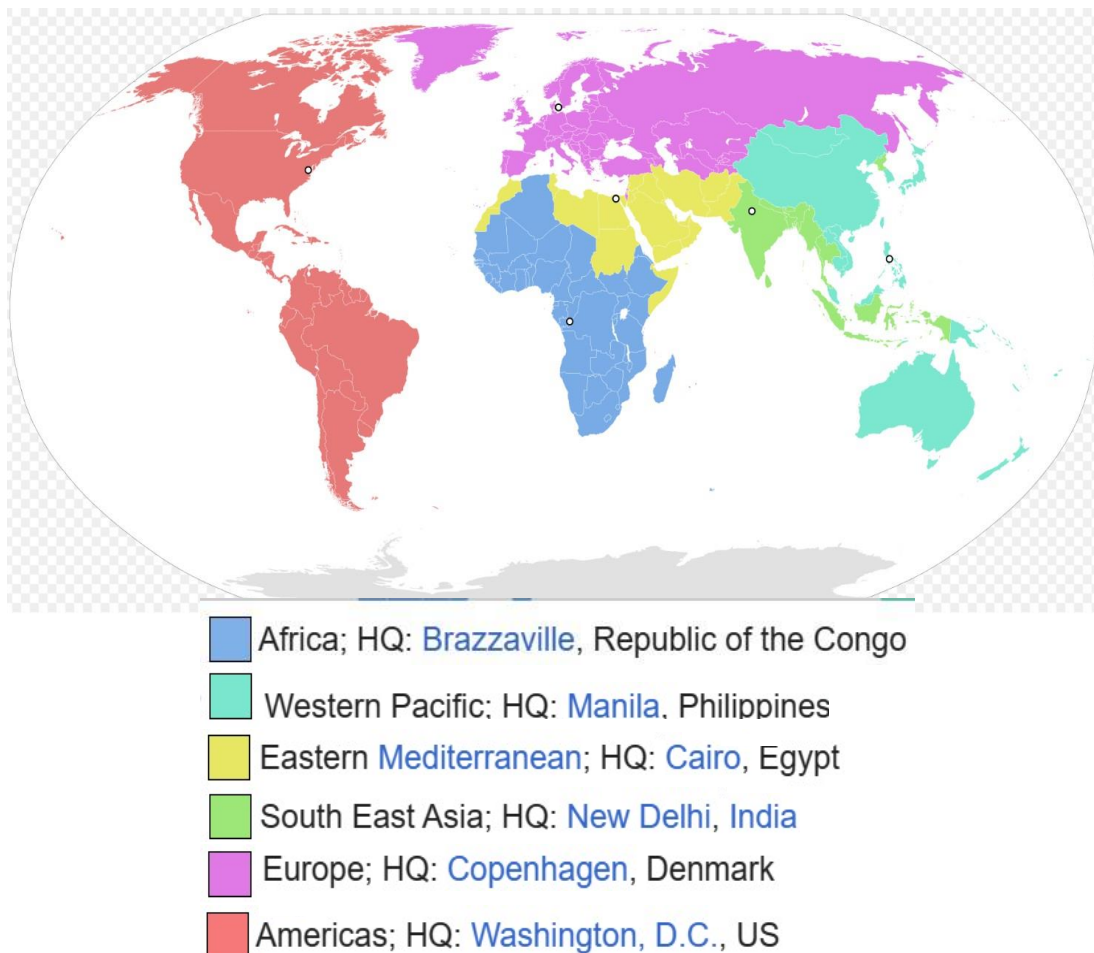 Africa; HQ: Brazzaville, Republic of the Congo
Western Pacific; HQ: Manila, Philippines
Eastern Mediterranean; HQ: Cairo, Egypt
South East Asia; HQ: New Delhi, India
Europe; HQ: Copenhagen, Denmark
Americas; HQ: Washington, D.C., US